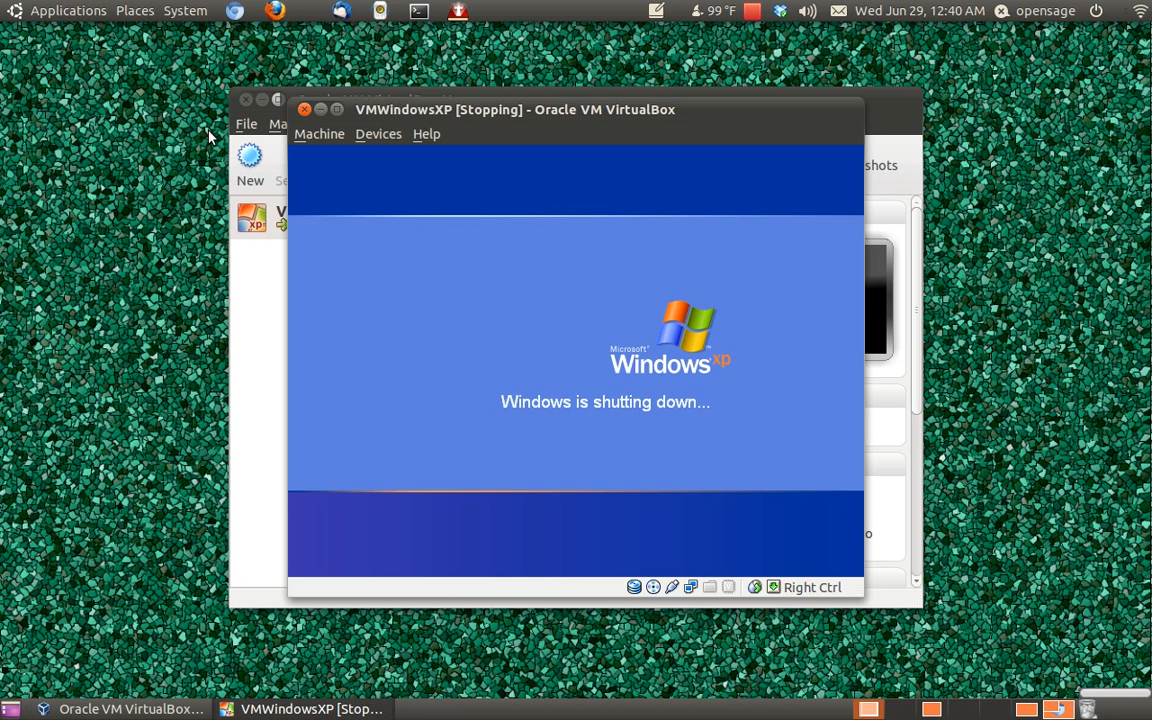 Applications Places System
99 °F
Wed Jun 29, 12:40 AM
opensage
VMWindowsXP [Stopping] - Oracle VM VirtualBox
File
Machine Devices Help
New
shots
xp
Microsoft®
Windows xp
Windows is shutting down...
Right Ctrl
Oracle VM VirtualBox...
VMWindowsXP [Stop...